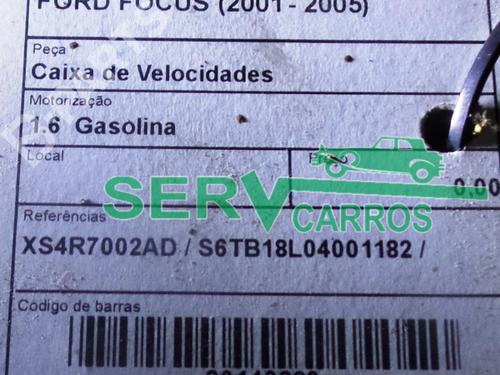 FORD FOCUS (2001 - 2005)
Peça
Caixa de Velocidades
Motorização
1.6 Gasolina
Local
0,00
SERV
CARROS
Referências
XS4R7002AD / S6TB18L04001182 /
Código de barras